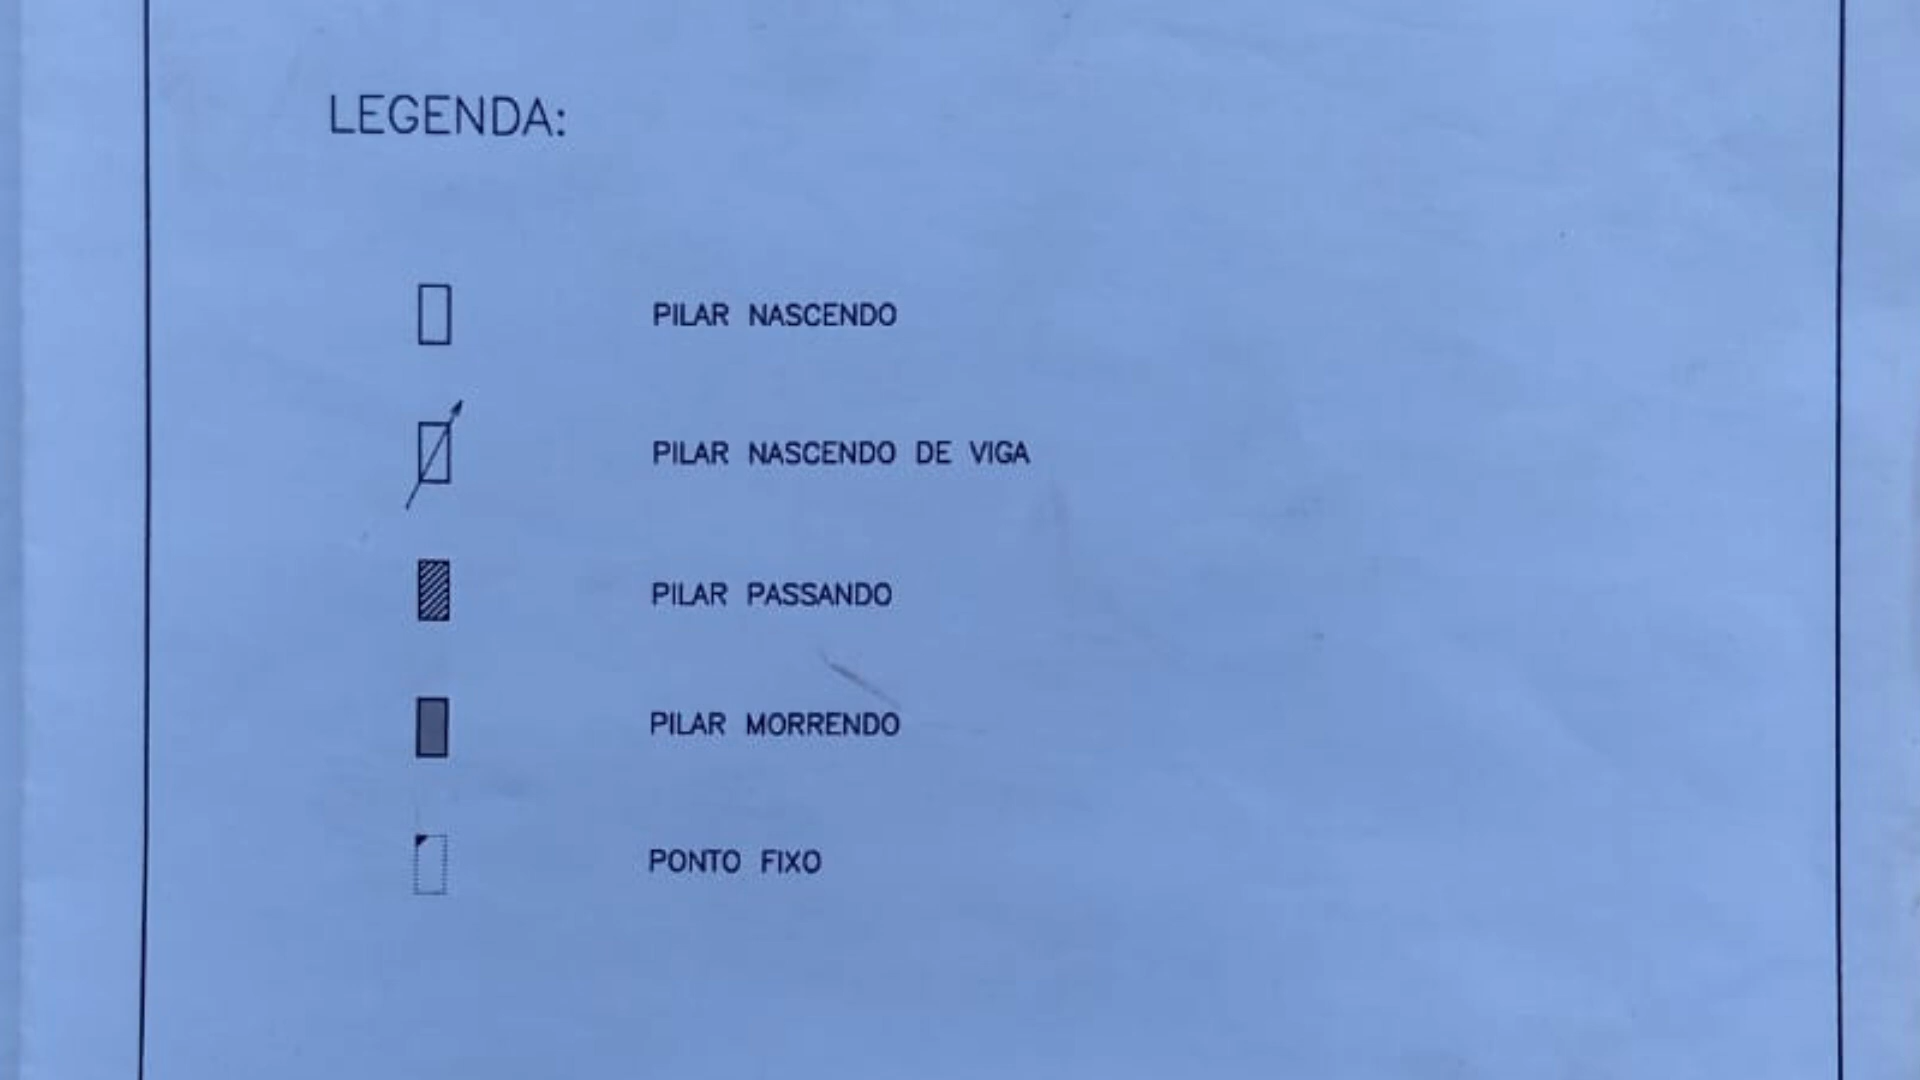 LEGENDA:
PILAR NASCENDO
PILAR NASCENDO DE VIGA
PILAR PASSANDO
PILAR MORRENDO
PONTO FIXO